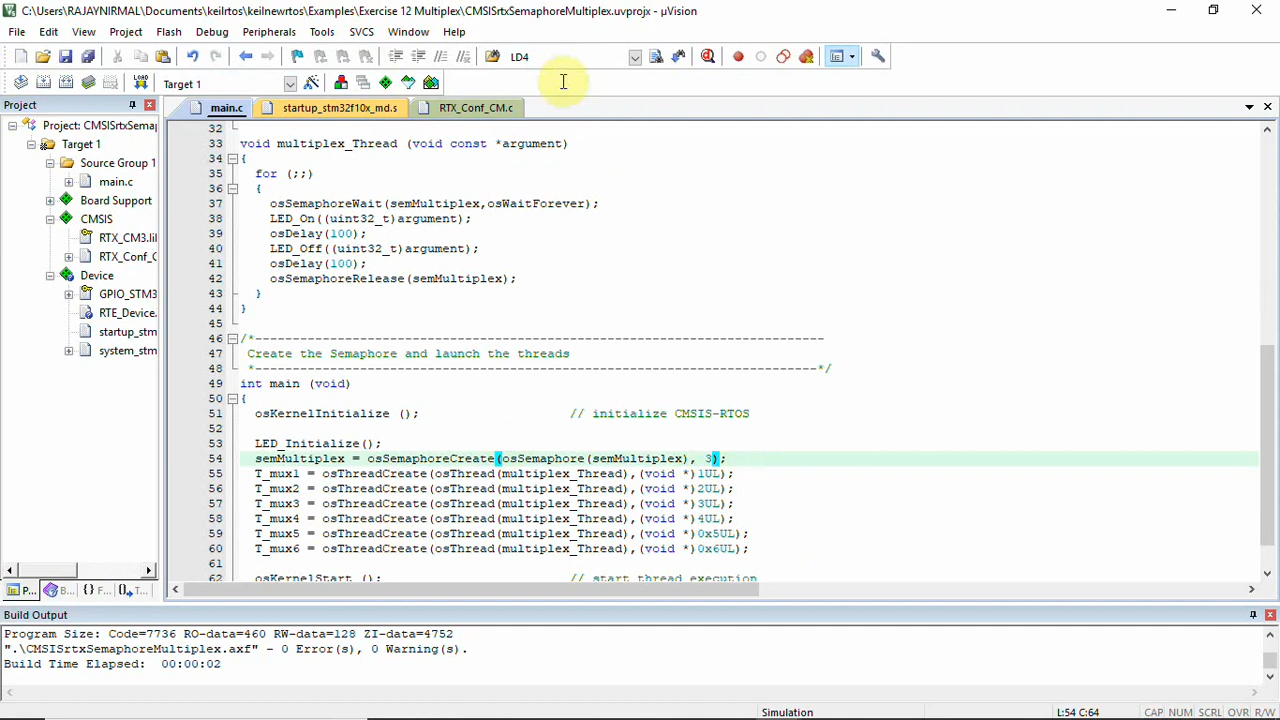 C:\Users\RAJAYNIRMAL\Documents\keilrtos\keilnewrtos\Examples\Exercise 12 Multiplex\CMSISrtxSemaphoreMultiplex.uvprojx - µVision
File Edit View Project Flash Debug Peripherals Tools SVCS Window Help
LD4
LOAD Target 1
Project
main.c startup_stm32f10x_md.s RTX_Conf_CM.c
Project: CMSISrtxSemap
Target 1
Source Group 1
main.c
Board Support
CMSIS
RTX_CM3.lil
RTX_Conf_C
Device
GPIO_STM3
RTE_Device.
startup_stm
system_stm
P... B... {} F... 0→ T...
32
33 void multiplex_Thread (void const *argument)
34 {
35 for (;;)
36 {
37 osSemaphoreWait(semMultiplex,osWaitForever);
38 LED_On((uint32_t)argument);
39 osDelay(100);
40 LED_Off((uint32_t)argument);
41 osDelay(100);
42 osSemaphoreRelease(semMultiplex);
43 }
44 }
45
46 /*----------------------------------------------------------------------------
47 Create the Semaphore and launch the threads
48 *---------------------------------------------------------------------------*/
49 int main (void)
50 {
51 osKernelInitialize (); // initialize CMSIS-RTOS
52
53 LED_Initialize();
54 semMultiplex = osSemaphoreCreate(osSemaphore(semMultiplex), 3);
55 T_mux1 = osThreadCreate(osThread(multiplex_Thread),(void *)1UL);
56 T_mux2 = osThreadCreate(osThread(multiplex_Thread),(void *)2UL);
57 T_mux3 = osThreadCreate(osThread(multiplex_Thread),(void *)3UL);
58 T_mux4 = osThreadCreate(osThread(multiplex_Thread),(void *)4UL);
59 T_mux5 = osThreadCreate(osThread(multiplex_Thread),(void *)0x5UL);
60 T_mux6 = osThreadCreate(osThread(multiplex_Thread),(void *)0x6UL);
61
62 osKernelStart (); // start thread execution
Build Output
Program Size: Code=7736 RO-data=460 RW-data=128 ZI-data=4752
".\CMSISrtxSemaphoreMultiplex.axf" - 0 Error(s), 0 Warning(s).
Build Time Elapsed: 00:00:02
Simulation L:54 C:64 CAP NUM SCRL OVR R/W